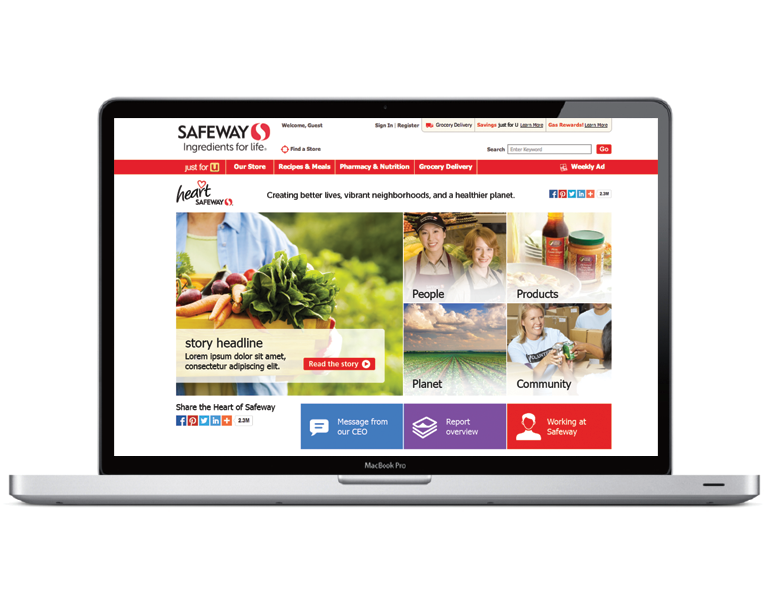 SAFEWAY
Ingredients for life.
Welcome, Guest
Sign In | Register
Grocery Delivery
Savings just for U Learn More
Gas Rewards! Learn More
Find a Store
Search
Enter Keyword
Go
just for U
Our Store
Recipes & Meals
Pharmacy & Nutrition
Grocery Delivery
Weekly Ad
heart
SAFEWAY
Creating better lives, vibrant neighborhoods, and a healthier planet.
2.3M
People
Products
story headline
Lorem ipsum dolor sit amet,
consectetur adipiscing elit.
Read the story
Planet
Community
Share the Heart of Safeway
2.3M
Message from
our CEO
Report
overview
Working at
Safeway
MacBook Pro